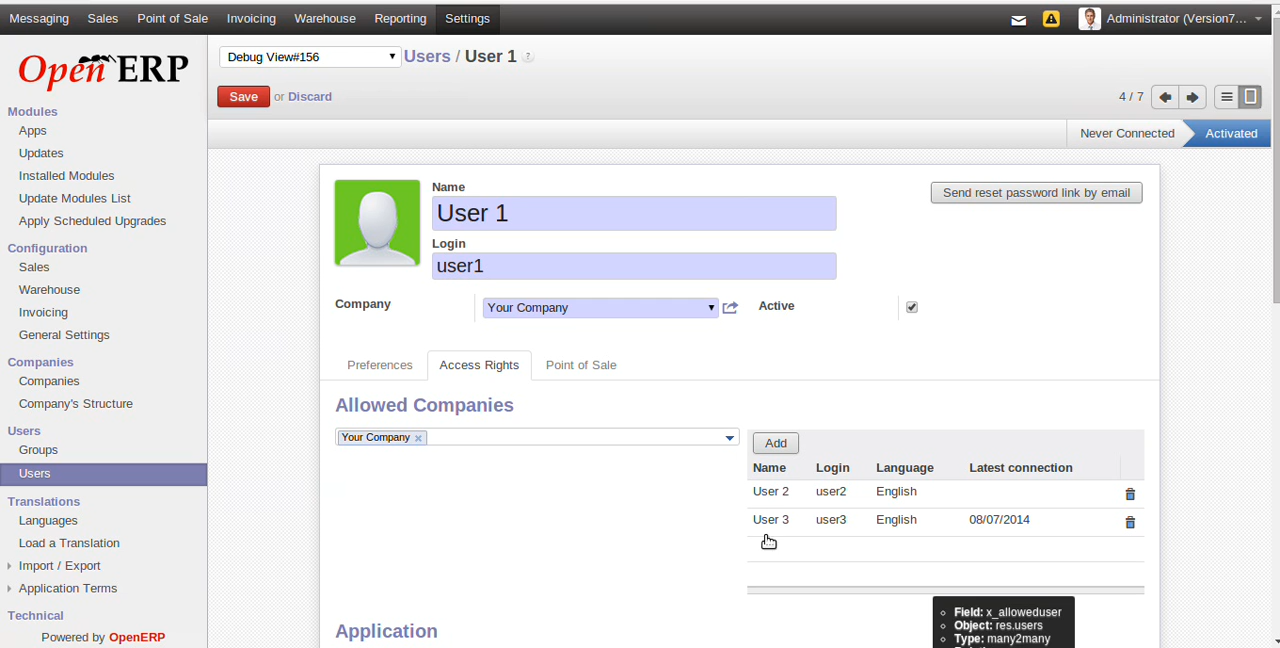 Messaging Sales Point of Sale Invoicing Warehouse Reporting Settings Administrator (Version7...
OpenERP
Modules
Apps
Updates
Installed Modules
Update Modules List
Apply Scheduled Upgrades
Configuration
Sales
Warehouse
Invoicing
General Settings
Companies
Companies
Company's Structure
Users
Groups
Users
Translations
Languages
Load a Translation
Import / Export
Application Terms
Technical
Powered by OpenERP
Debug View#156 Users / User 1 ?
Save or Discard 4 / 7
Never Connected Activated
Name
User 1
Send reset password link by email
Login
user1
Company Your Company Active
Preferences Access Rights Point of Sale
Allowed Companies
Your Company
Add
Name Login Language Latest connection
User 2 user2 English
User 3 user3 English 08/07/2014
Application
Field: x_alloweduser
Object: res.users
Type: many2many